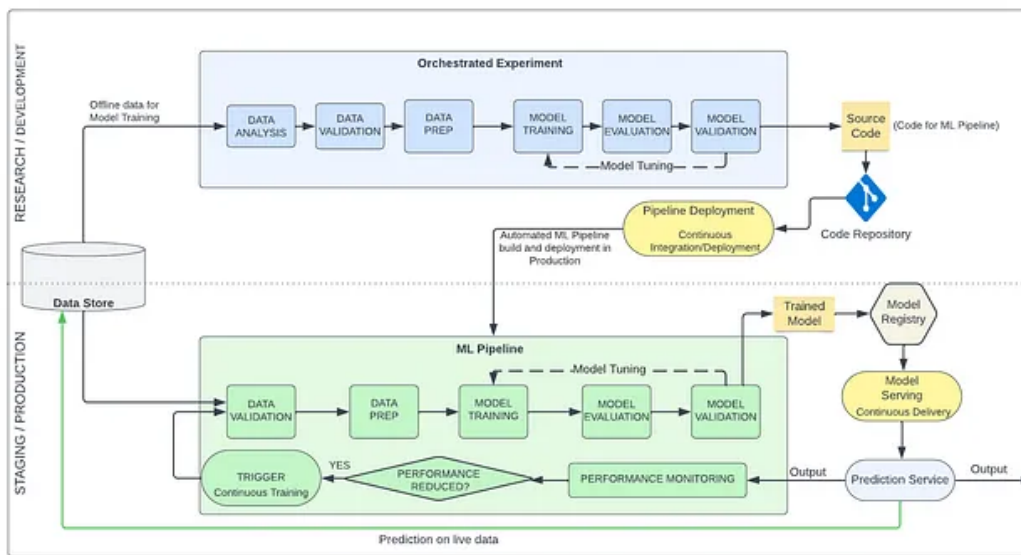 RESEARCH / DEVELOPMENT
Orchestrated Experiment
Offline data for
Model Training
DATA
ANALYSIS
DATA
VALIDATION
DATA
PREP
MODEL
TRAINING
MODEL
EVALUATION
MODEL
VALIDATION
Model Tuning
Source
Code
(Code for ML Pipeline)
Code Repository
Pipeline Deployment
Continuous
Integration/Deployment
Automated ML Pipeline
build and deployment in
Production
Data Store
STAGING / PRODUCTION
ML Pipeline
Model Tuning
DATA
VALIDATION
DATA
PREP
MODEL
TRAINING
MODEL
EVALUATION
MODEL
VALIDATION
Trained
Model
Model
Registry
Model
Serving
Continuous Delivery
Prediction Service
Output
Output
PERFORMANCE MONITORING
PERFORMANCE
REDUCED?
YES
TRIGGER
Continuous Training
Prediction on live data